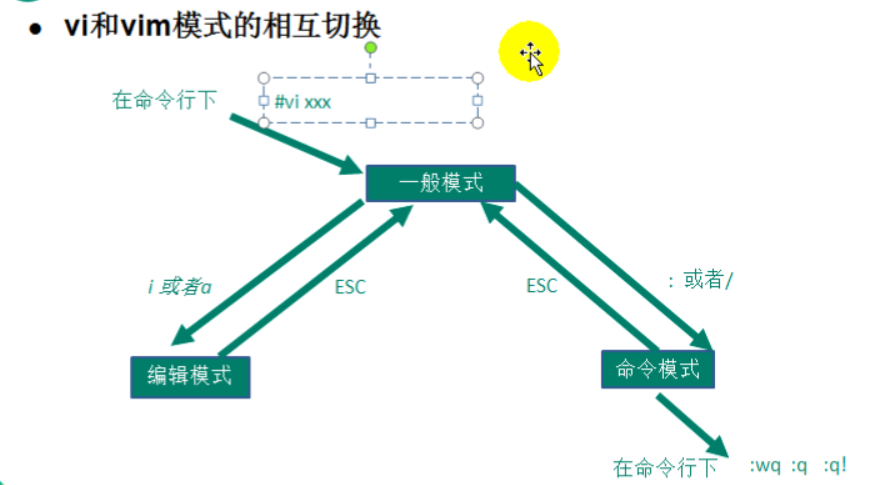 ● vi和vim模式的相互切换
在命令行下 #vi xxx
一般模式
i 或者a ESC ESC : 或者/
编辑模式 命令模式
在命令行下 :wq :q :q!